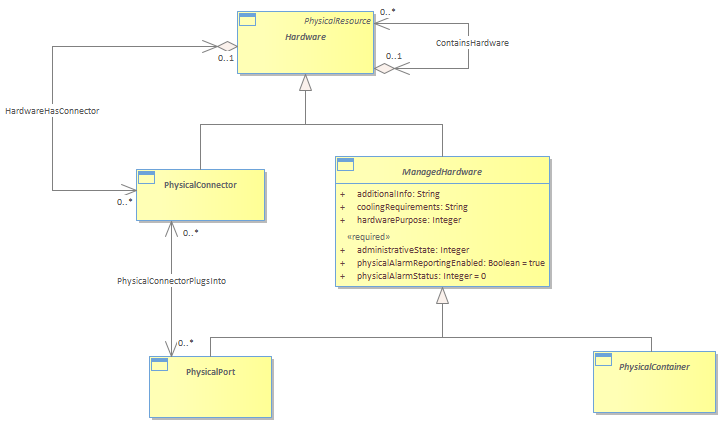 PhysicalResource
Hardware
0..*
ContainsHardware
0..1
0..1
HardwareHasConnector
0..*
PhysicalConnector
ManagedHardware
+ additionalInfo: String
+ coolingRequirements: String
+ hardwarePurpose: Integer
«required»
+ administrativeState: Integer
+ physicalAlarmReportingEnabled: Boolean = true
+ physicalAlarmStatus: Integer = 0
0..*
PhysicalConnectorPlugsInto
0..*
PhysicalPort
PhysicalContainer